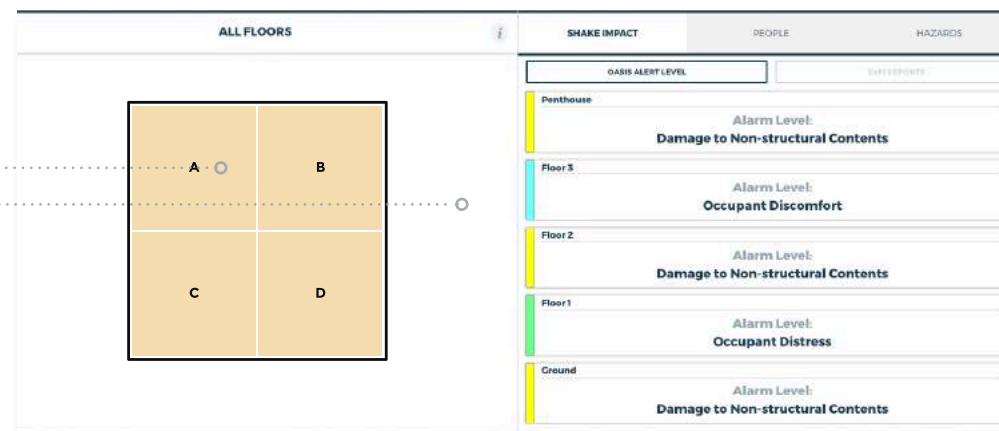 ALL FLOORS
i
A
B
C
D
SHAKE IMPACT
PEOPLE
HAZARDS
OASIS ALERT LEVEL
Penthouse
Alarm Level:
Damage to Non-structural Contents
Floor 3
Alarm Level:
Occupant Discomfort
Floor 2
Alarm Level:
Damage to Non-structural Contents
Floor 1
Alarm Level:
Occupant Distress
Ground
Alarm Level:
Damage to Non-structural Contents